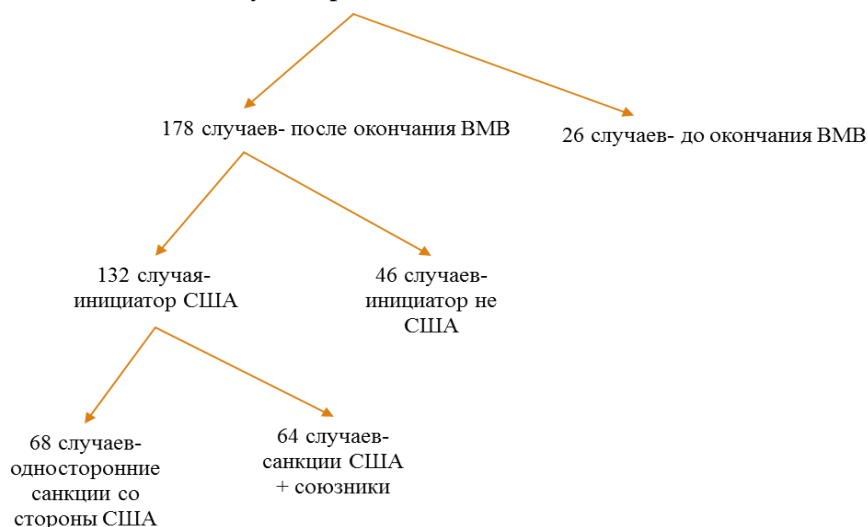 178 случаев- после окончания ВМВ
26 случаев- до окончания ВМВ
132 случая-
инициатор США
46 случаев-
инициатор не
США
68 случаев-
односторонние
санкции со
стороны США
64 случаев-
санкции США
+ союзники